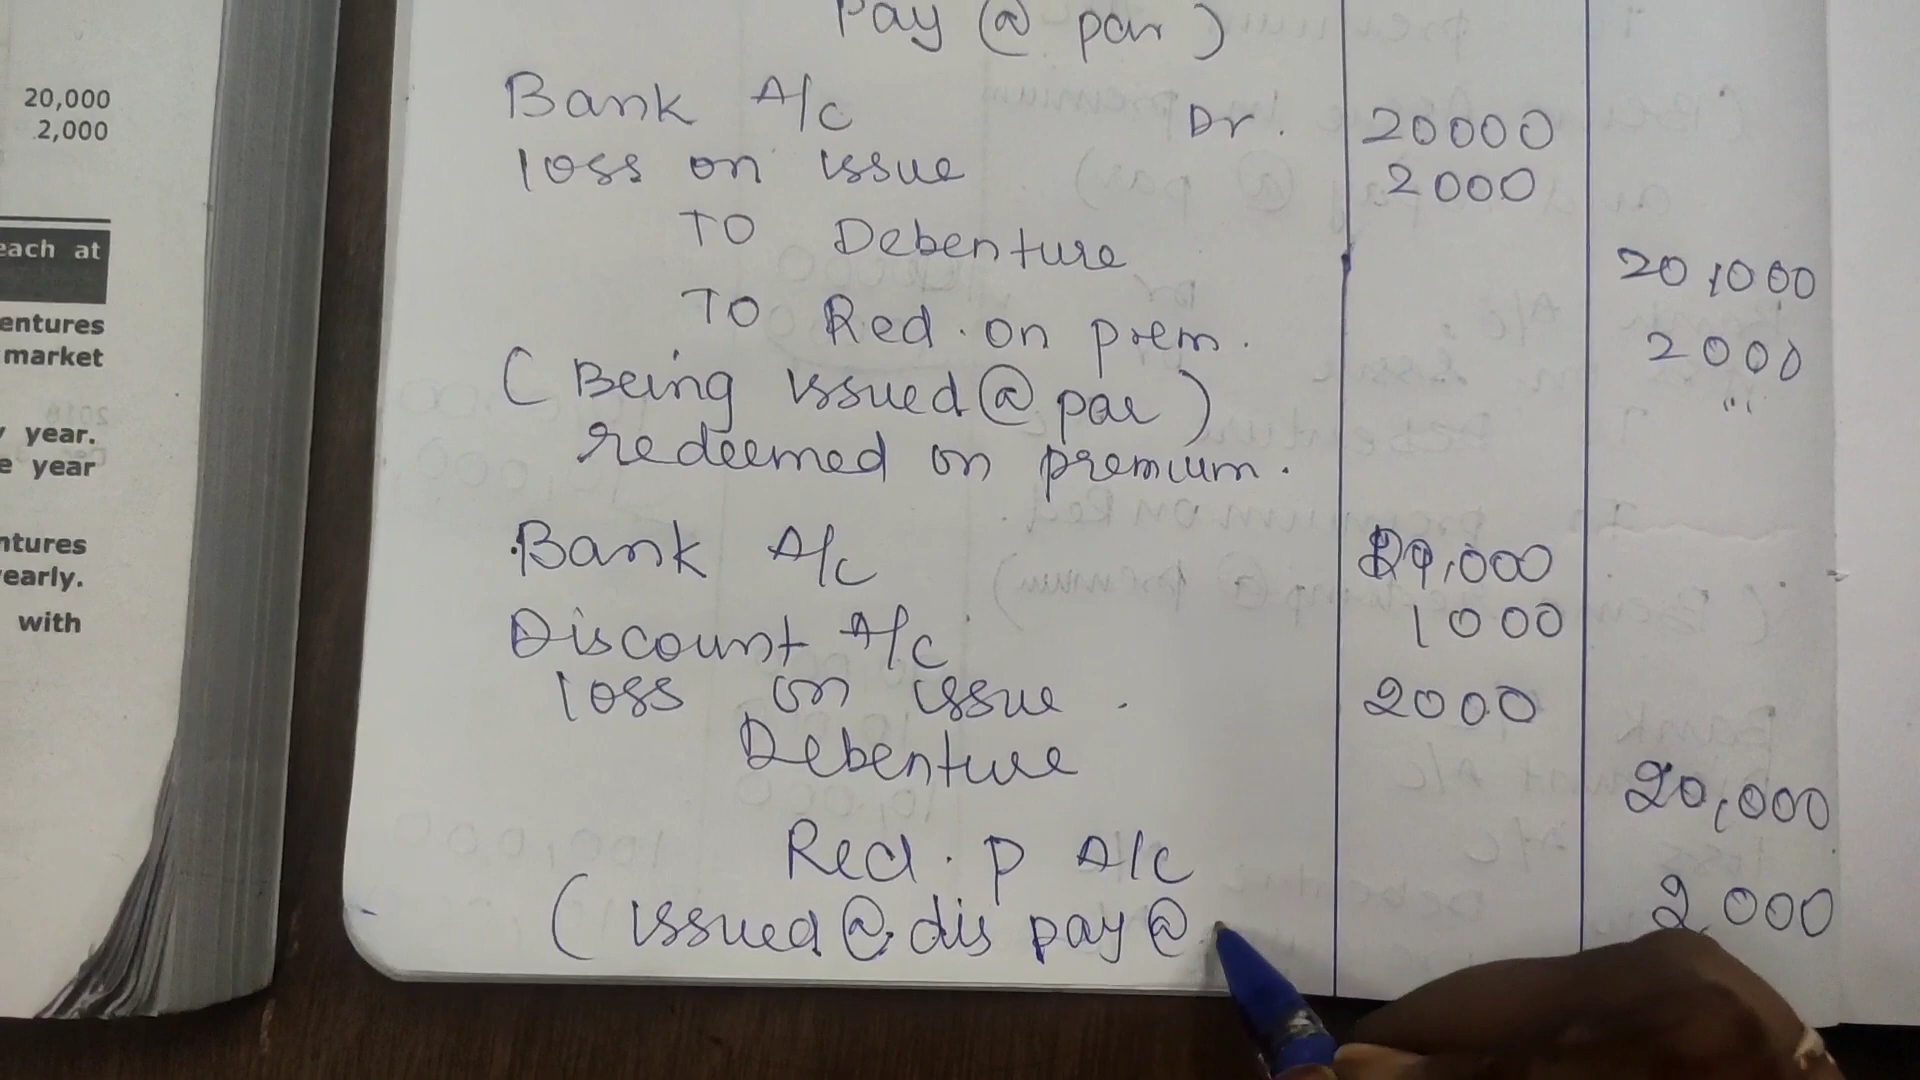 20,000
2,000
each at
entures
market
year.
e year
ntures
early.
with
Pay @ par)
Bank A/c Dr. 20000
loss on issue 2000
TO Debenture 20,000
TO Red. on prem. 2000
(Being issued @ par)
redeemed on premium.
Bank A/c 19,000
Discount A/c 1000
loss on issue. 2000
Debenture 20,000
Red. P A/c 2000
(issued @ dis pay @